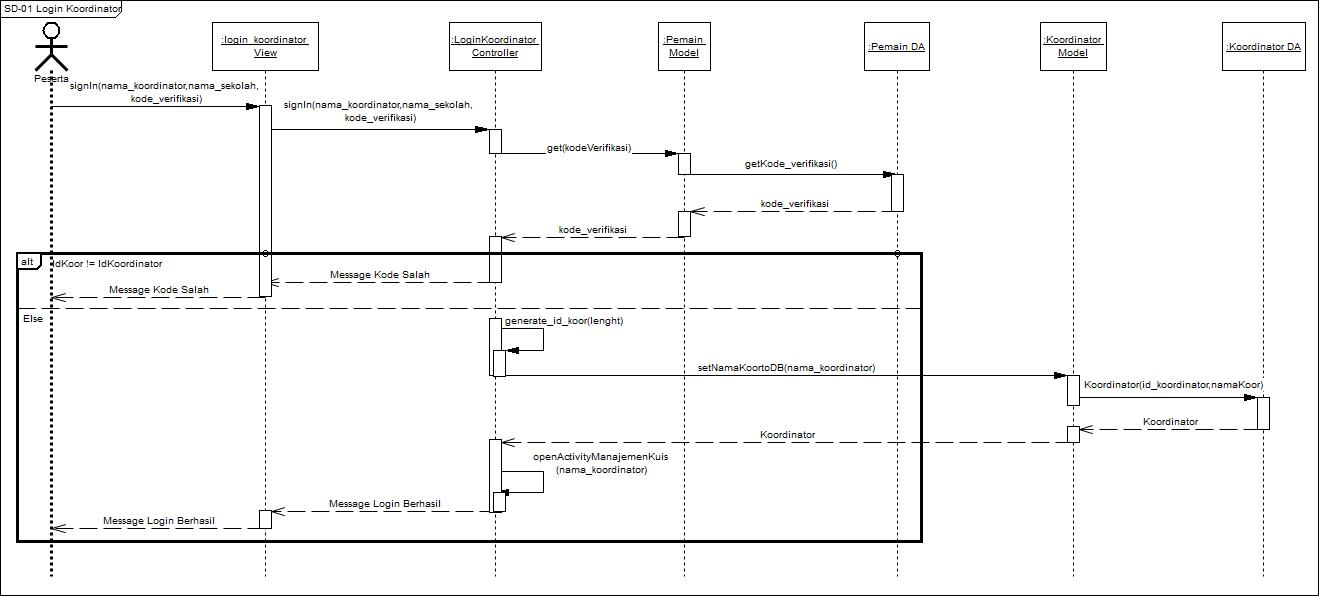 SD-01 Login Koordinator
:login_koordinator
View
:LoginKoordinator
Controller
:Pemain
Model
:Pemain DA
:Koordinator
Model
:Koordinator DA
Peserta
signIn(nama_koordinator,nama_sekolah,
kode_verifikasi)
signIn(nama_koordinator,nama_sekolah,
kode_verifikasi)
get(kodeVerifikasi)
getKode_verifikasi()
kode_verifikasi
kode_verifikasi
alt
IdKoor != IdKoordinator
Message Kode Salah
Message Kode Salah
Else
generate_id_koor(lenght)
setNamaKoortoDB(nama_koordinator)
Koordinator(id_koordinator,namaKoor)
Koordinator
Koordinator
openActivityManajemenKuis
(nama_koordinator)
Message Login Berhasil
Message Login Berhasil